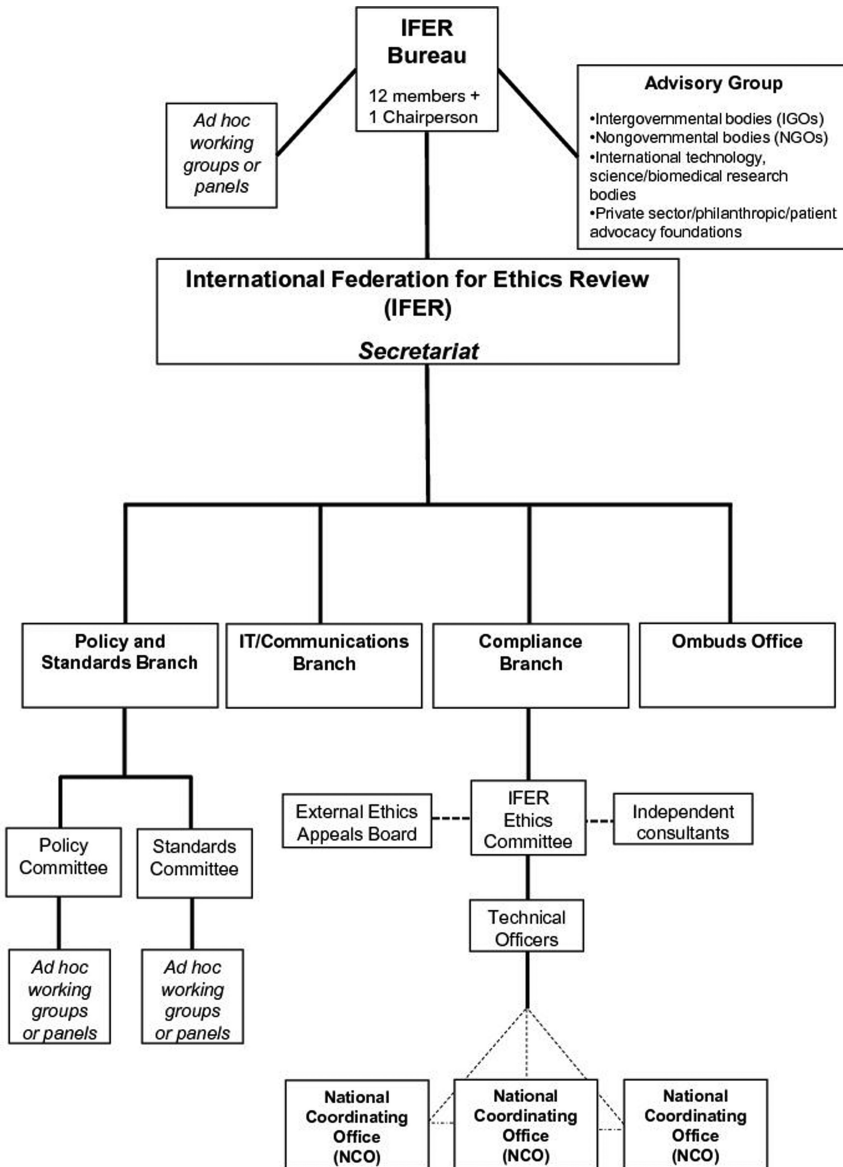 IFER
Bureau
12 members +
1 Chairperson
Ad hoc
working
groups or
panels
Advisory Group
•Intergovernmental bodies (IGOs)
•Nongovernmental bodies (NGOs)
•International technology,
science/biomedical research
bodies
•Private sector/philanthropic/patient
advocacy foundations
International Federation for Ethics Review
(IFER)
Secretariat
Policy and
Standards Branch
IT/Communications
Branch
Compliance
Branch
Ombuds Office
Policy
Committee
Standards
Committee
Ad hoc
working
groups
or panels
Ad hoc
working
groups
or panels
External Ethics
Appeals Board
IFER
Ethics
Committee
Independent
consultants
Technical
Officers
National
Coordinating
Office
(NCO)
National
Coordinating
Office
(NCO)
National
Coordinating
Office
(NCO)